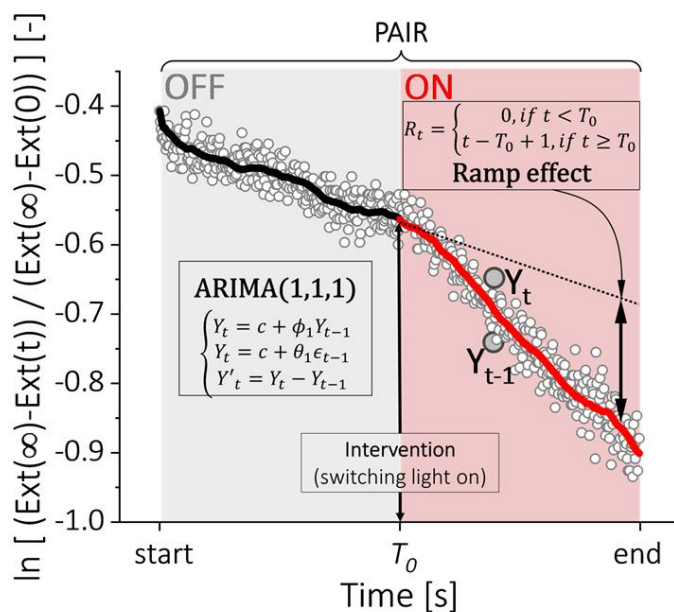 PAIR
OFF
ON
R_t = { 0, if t < T_0
t − T_0 + 1, if t ≥ T_0
Ramp effect
-0.4
-0.5
-0.6
-0.7
-0.8
-0.9
-1.0
ln [ (Ext(∞)-Ext(t)) / (Ext(∞)-Ext(0)) ] [-]
ARIMA(1,1,1)
Y_t = c + ϕ_1Y_{t−1}
Y_t = c + θ_1ϵ_{t−1}
Y'_t = Y_t − Y_{t−1}
Y_t
Y_{t-1}
Intervention
(switching light on)
start
T_0
end
Time [s]